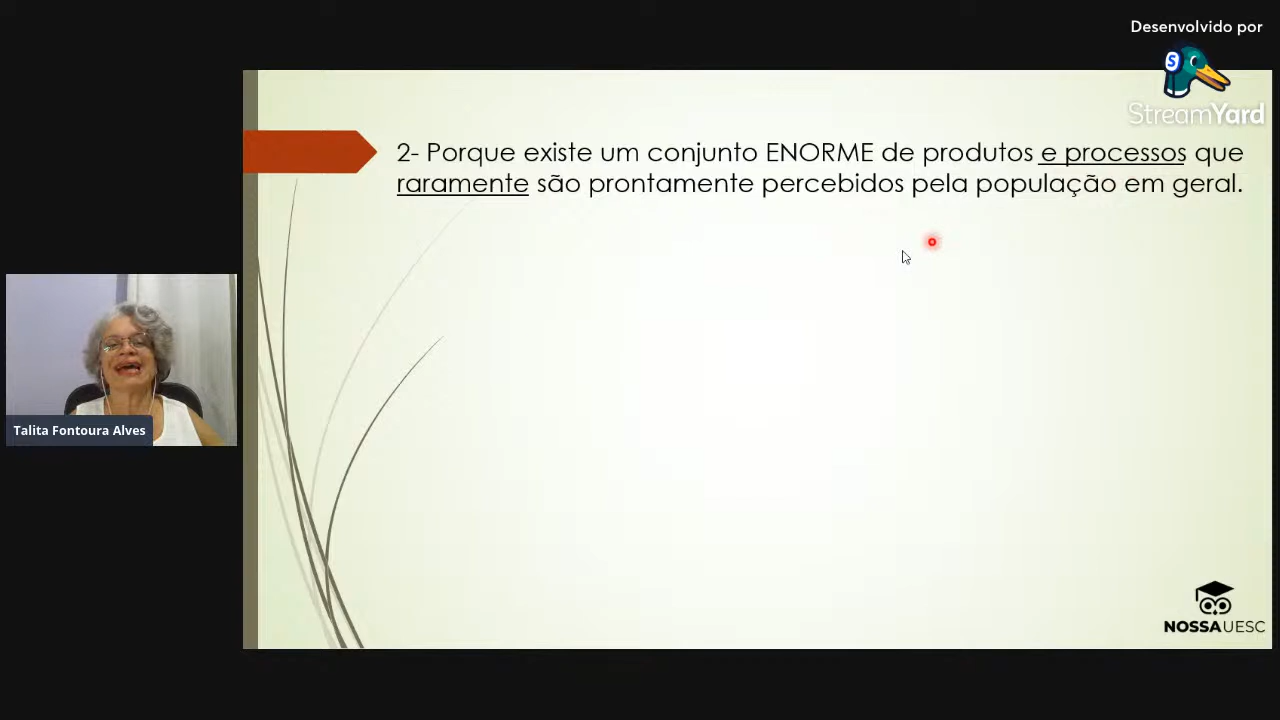 Desenvolvido por
S
StreamYard
2- Porque existe um conjunto ENORME de produtos e processos que
raramente são prontamente percebidos pela população em geral.
Talita Fontoura Alves
NOSSAUESC